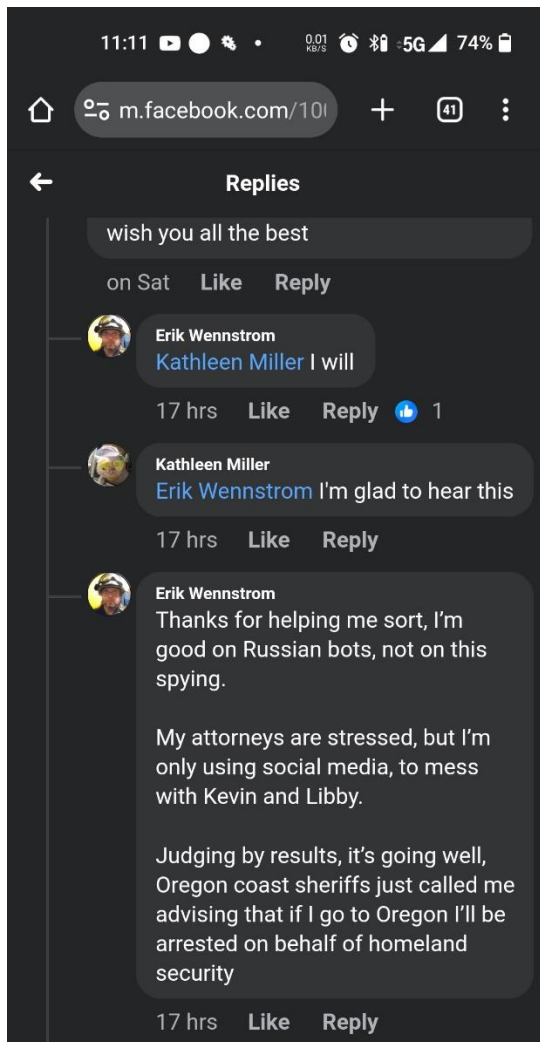 11:11 0.01 KB/S 5G 74%
m.facebook.com/10 41
Replies
wish you all the best
on Sat Like Reply
Erik Wennstrom
Kathleen Miller I will
17 hrs Like Reply 1
Kathleen Miller
Erik Wennstrom I'm glad to hear this
17 hrs Like Reply
Erik Wennstrom
Thanks for helping me sort, I’m
good on Russian bots, not on this
spying.
My attorneys are stressed, but I’m
only using social media, to mess
with Kevin and Libby.
Judging by results, it’s going well,
Oregon coast sheriffs just called me
advising that if I go to Oregon I’ll be
arrested on behalf of homeland
security
17 hrs Like Reply